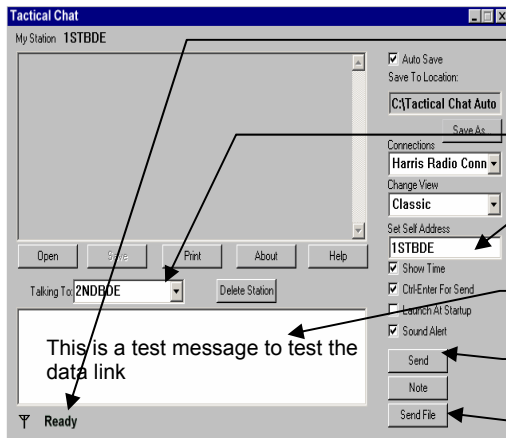 Tactical Chat
My Station 1STBDE
Auto Save
Save To Location:
C:\Tactical Chat Auto
Save As
Connections
Harris Radio Conn
Change View
Classic
Set Self Address
1STBDE
Open Save Print About Help
Show Time
Talking To: 2NDBDE Delete Station
Ctrl-Enter For Send
Launch At Startup
Sound Alert
This is a test message to test the
data link
Send
Note
Send File
Ready